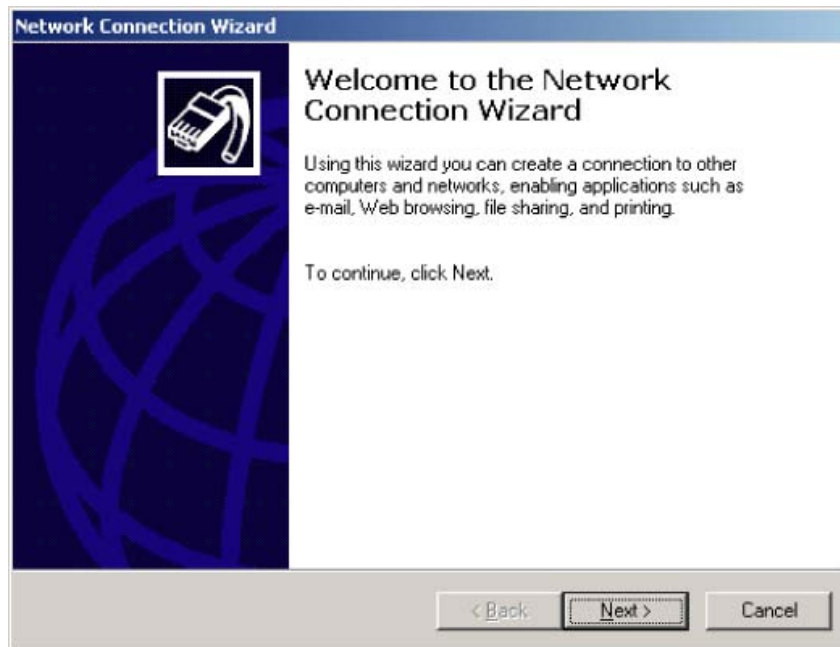 Network Connection Wizard
Welcome to the Network
Connection Wizard
Using this wizard you can create a connection to other
computers and networks, enabling applications such as
e-mail, Web browsing, file sharing, and printing.
To continue, click Next.
< Back
Next >
Cancel